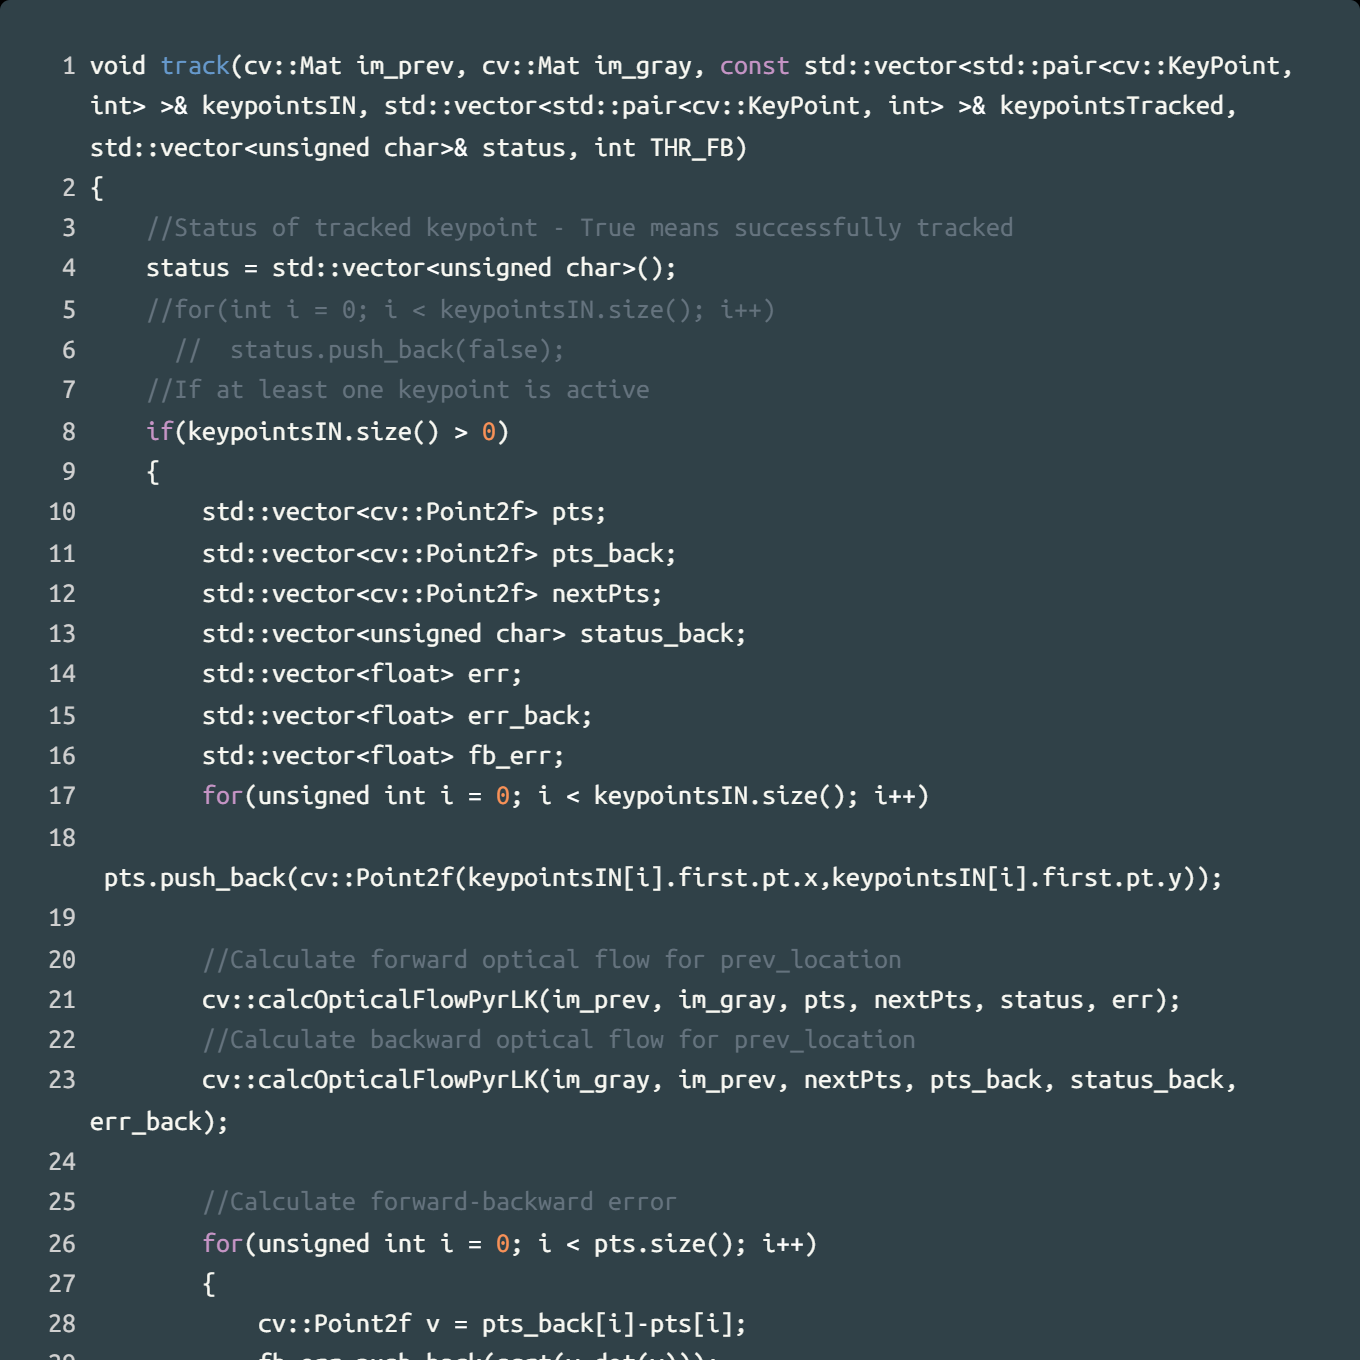 1 void track(cv::Mat im_prev, cv::Mat im_gray, const std::vector<std::pair<cv::KeyPoint,
int> >& keypointsIN, std::vector<std::pair<cv::KeyPoint, int> >& keypointsTracked,
std::vector<unsigned char>& status, int THR_FB)
2 {
3     //Status of tracked keypoint - True means successfully tracked
4     status = std::vector<unsigned char>();
5     //for(int i = 0; i < keypointsIN.size(); i++)
6       //  status.push_back(false);
7     //If at least one keypoint is active
8     if(keypointsIN.size() > 0)
9     {
10         std::vector<cv::Point2f> pts;
11         std::vector<cv::Point2f> pts_back;
12         std::vector<cv::Point2f> nextPts;
13         std::vector<unsigned char> status_back;
14         std::vector<float> err;
15         std::vector<float> err_back;
16         std::vector<float> fb_err;
17         for(unsigned int i = 0; i < keypointsIN.size(); i++)
18
 pts.push_back(cv::Point2f(keypointsIN[i].first.pt.x,keypointsIN[i].first.pt.y));
19
20         //Calculate forward optical flow for prev_location
21         cv::calcOpticalFlowPyrLK(im_prev, im_gray, pts, nextPts, status, err);
22         //Calculate backward optical flow for prev_location
23         cv::calcOpticalFlowPyrLK(im_gray, im_prev, nextPts, pts_back, status_back,
err_back);
24
25         //Calculate forward-backward error
26         for(unsigned int i = 0; i < pts.size(); i++)
27         {
28             cv::Point2f v = pts_back[i]-pts[i];